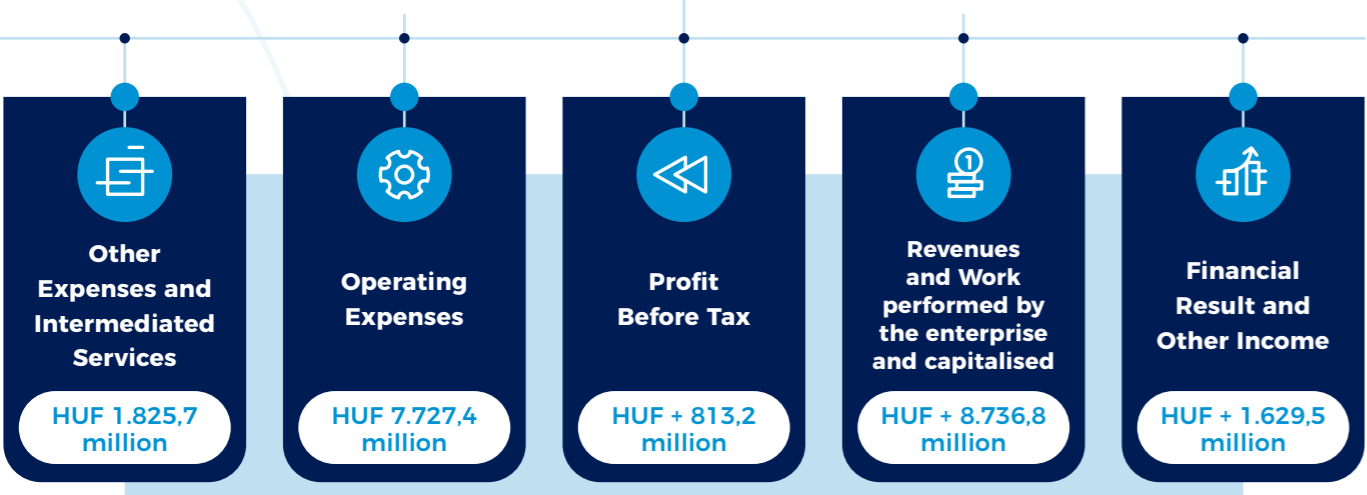 Other
Expenses and
Intermediated
Services
HUF 1.825,7
million
Operating
Expenses
HUF 7.727,4
million
Profit
Before Tax
HUF + 813,2
million
1
Revenues
and Work
performed by
the enterprise
and capitalised
HUF + 8.736,8
million
Financial
Result and
Other Income
HUF + 1.629,5
million